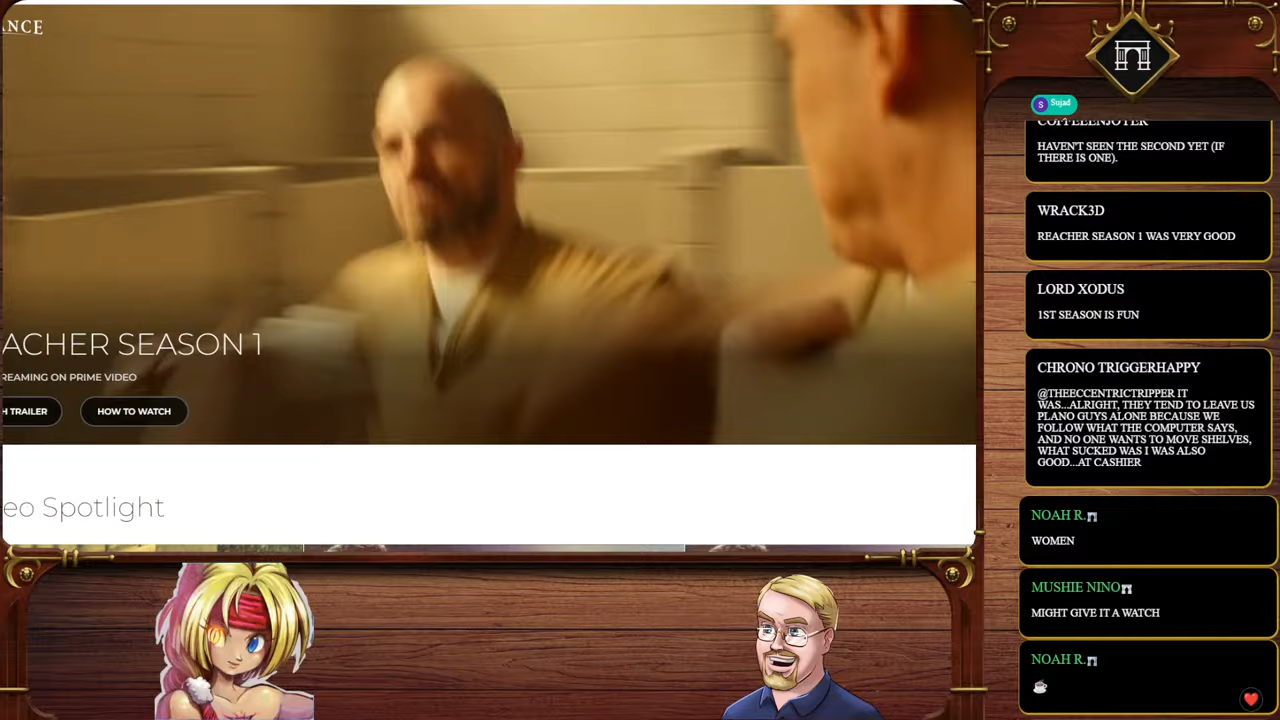 ANCE
ACHER SEASON 1
REAMING ON PRIME VIDEO
H TRAILER
HOW TO WATCH
eo Spotlight
S Sujad
COFFEEENJOYER
HAVEN'T SEEN THE SECOND YET (IF
THERE IS ONE).
WRACK3D
REACHER SEASON 1 WAS VERY GOOD
LORD XODUS
1ST SEASON IS FUN
CHRONO TRIGGERHAPPY
@THEECCENTRICTRIPPER IT
WAS...ALRIGHT, THEY TEND TO LEAVE US
PLANO GUYS ALONE BECAUSE WE
FOLLOW WHAT THE COMPUTER SAYS,
AND NO ONE WANTS TO MOVE SHELVES,
WHAT SUCKED WAS I WAS ALSO
GOOD...AT CASHIER
NOAH R.
WOMEN
MUSHIE NINO
MIGHT GIVE IT A WATCH
NOAH R.